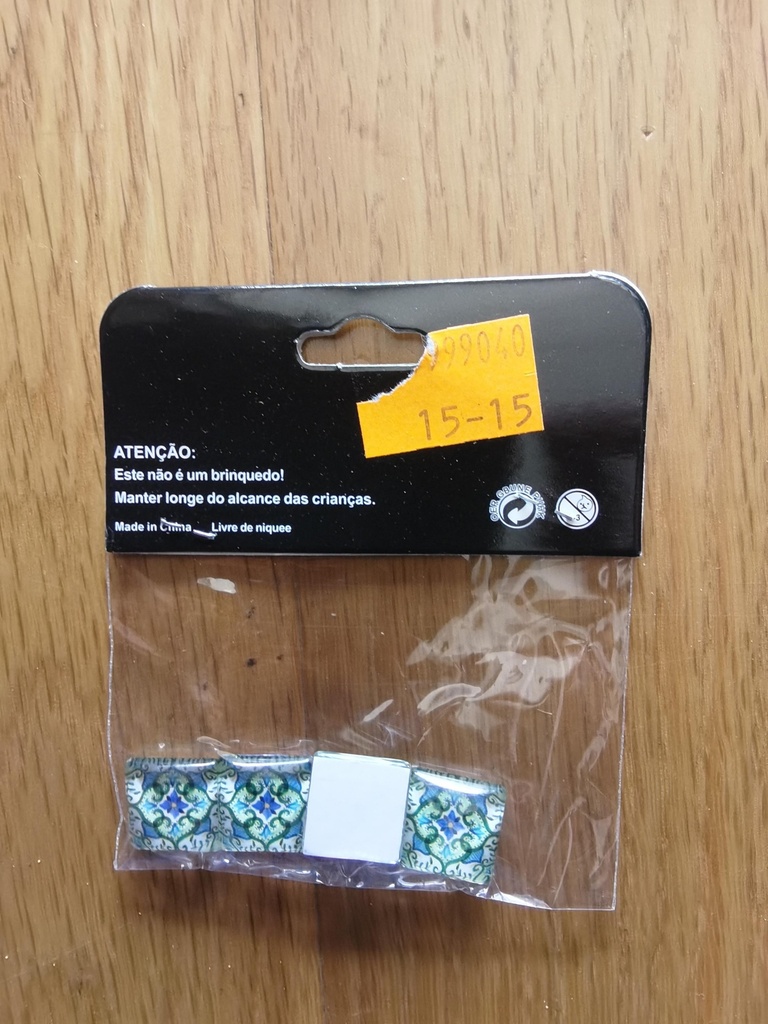 99040
15-15
ATENÇÃO:
Este não é um brinquedo!
Manter longe do alcance das crianças.
Made in China Livre de niquee
3